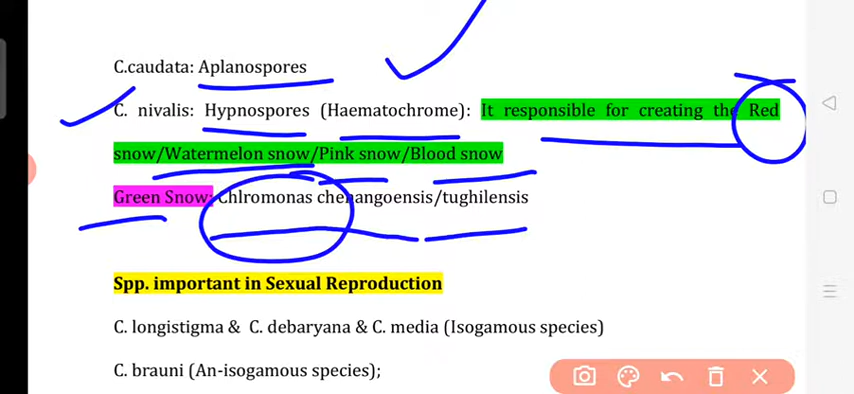 C.caudata: Aplanospores
C. nivalis: Hypnospores (Haematochrome): It responsible for creating the Red
snow/Watermelon snow/Pink snow/Blood snow
Green Snow: Chlromonas chenangoensis/tughilensis
Spp. important in Sexual Reproduction
C. longistigma & C. debaryana & C. media (Isogamous species)
C. brauni (An-isogamous species);